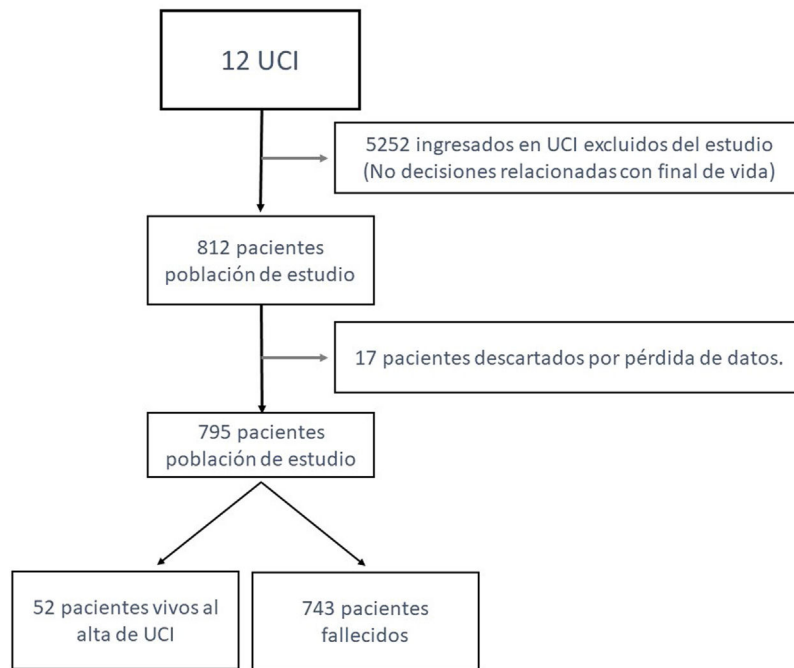 12 UCI
5252 ingresados en UCI excluidos del estudio
(No decisiones relacionadas con final de vida)
812 pacientes
población de estudio
17 pacientes descartados por pérdida de datos.
795 pacientes
población de estudio
52 pacientes vivos al
alta de UCI
743 pacientes
fallecidos